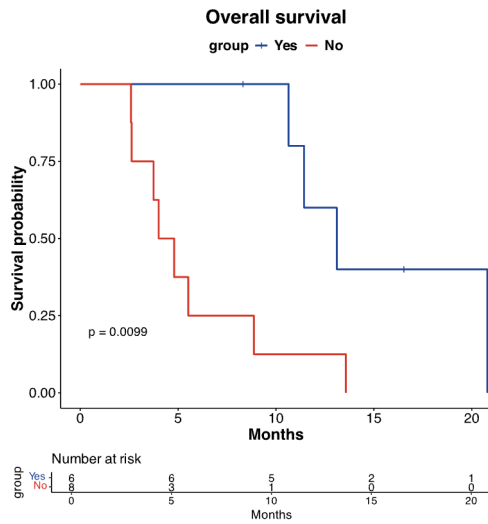 Overall survival
group Yes No
Survival probability
1.00
0.75
0.50
0.25
0.00
p = 0.0099
0 5 10 15 20
Months
Number at risk
group
Yes 6 6 5 2 1
No 8 3 1 0 0
0 5 10 15 20
Months